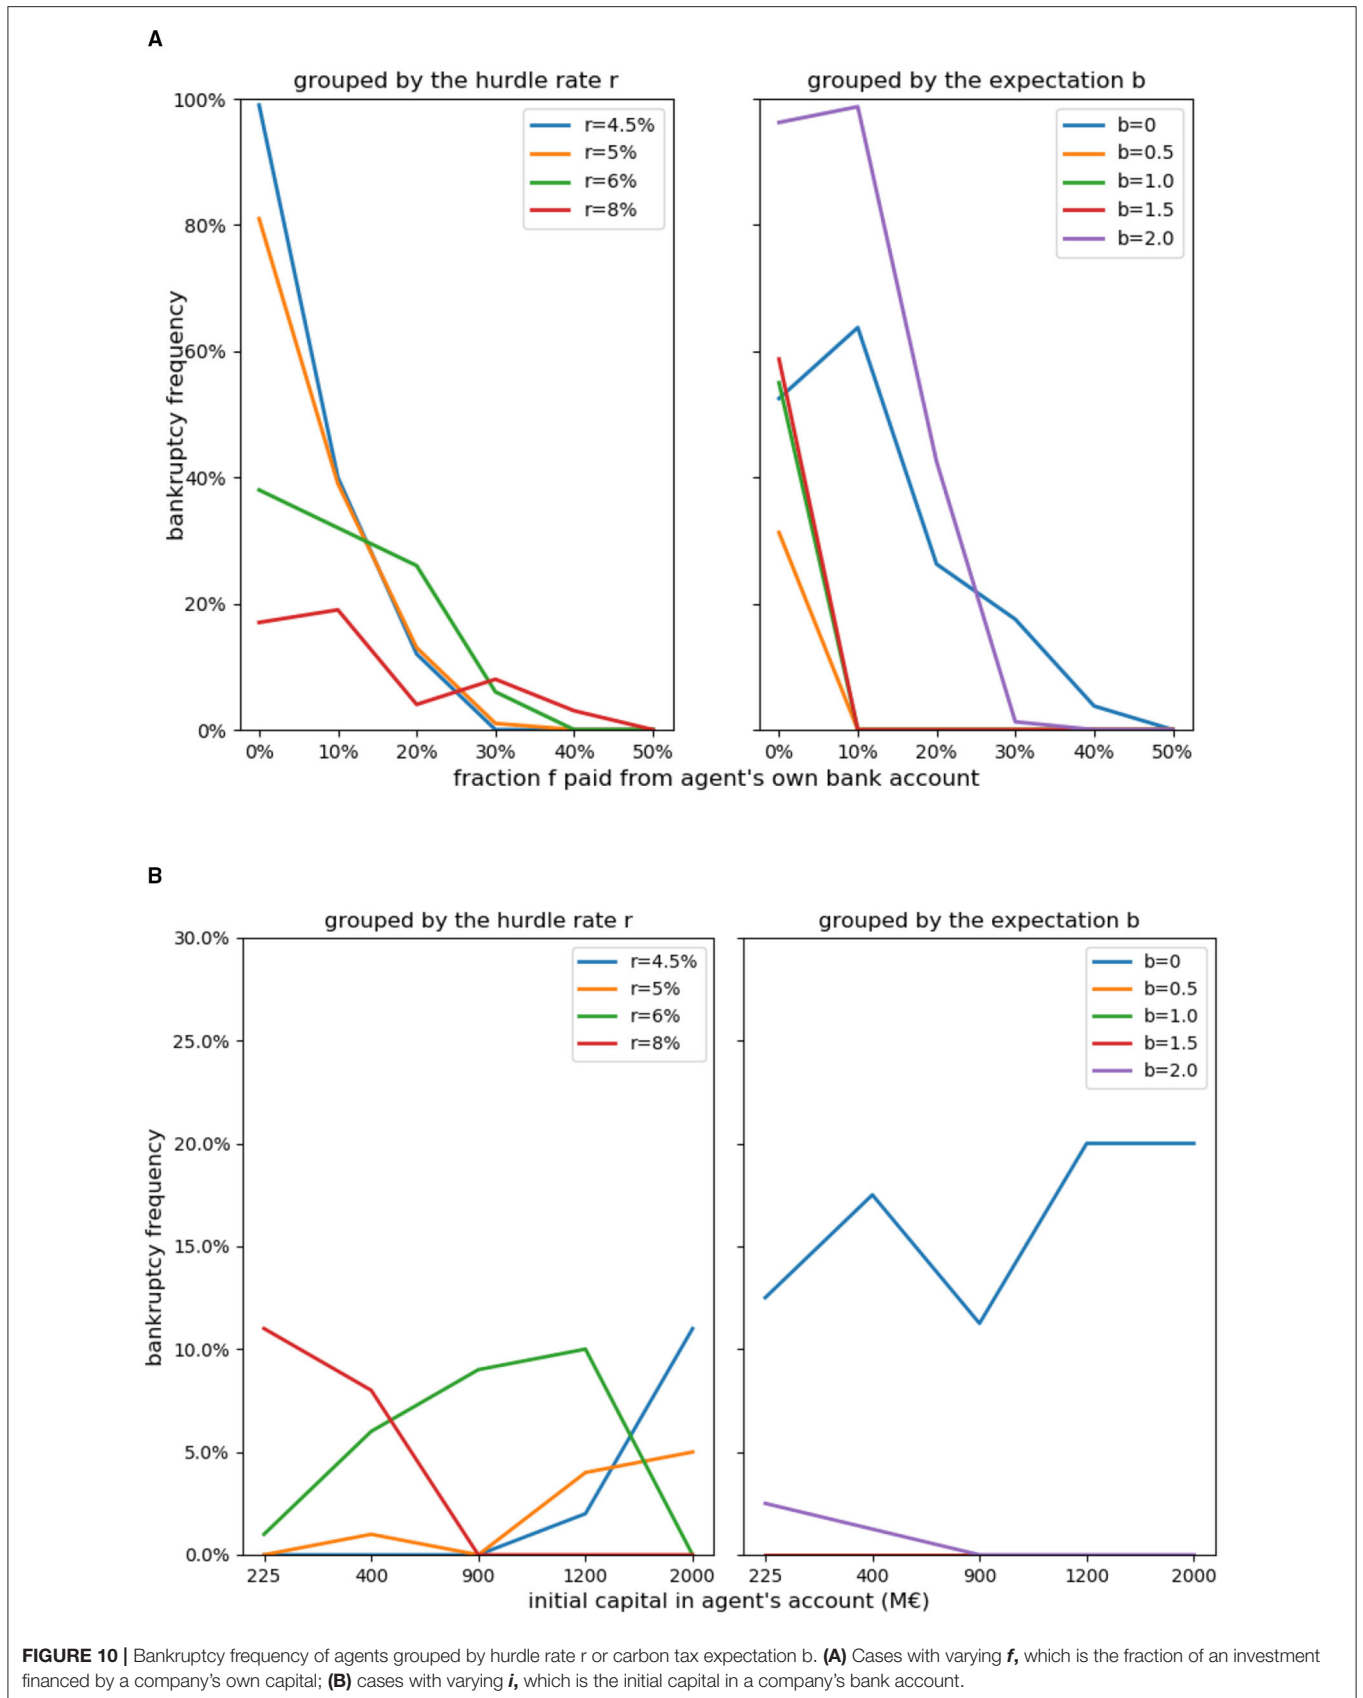 A
grouped by the hurdle rate r
grouped by the expectation b
100%
80%
60%
40%
20%
0%
bankruptcy frequency
r=4.5%
r=5%
r=6%
r=8%
b=0
b=0.5
b=1.0
b=1.5
b=2.0
0% 10% 20% 30% 40% 50%
0% 10% 20% 30% 40% 50%
fraction f paid from agent's own bank account
B
grouped by the hurdle rate r
grouped by the expectation b
30.0%
25.0%
20.0%
15.0%
10.0%
5.0%
0.0%
bankruptcy frequency
r=4.5%
r=5%
r=6%
r=8%
b=0
b=0.5
b=1.0
b=1.5
b=2.0
225 400 900 1200 2000
225 400 900 1200 2000
initial capital in agent's account (M€)
FIGURE 10 | Bankruptcy frequency of agents grouped by hurdle rate r or carbon tax expectation b. (A) Cases with varying f, which is the fraction of an investment
financed by a company's own capital; (B) cases with varying i, which is the initial capital in a company's bank account.